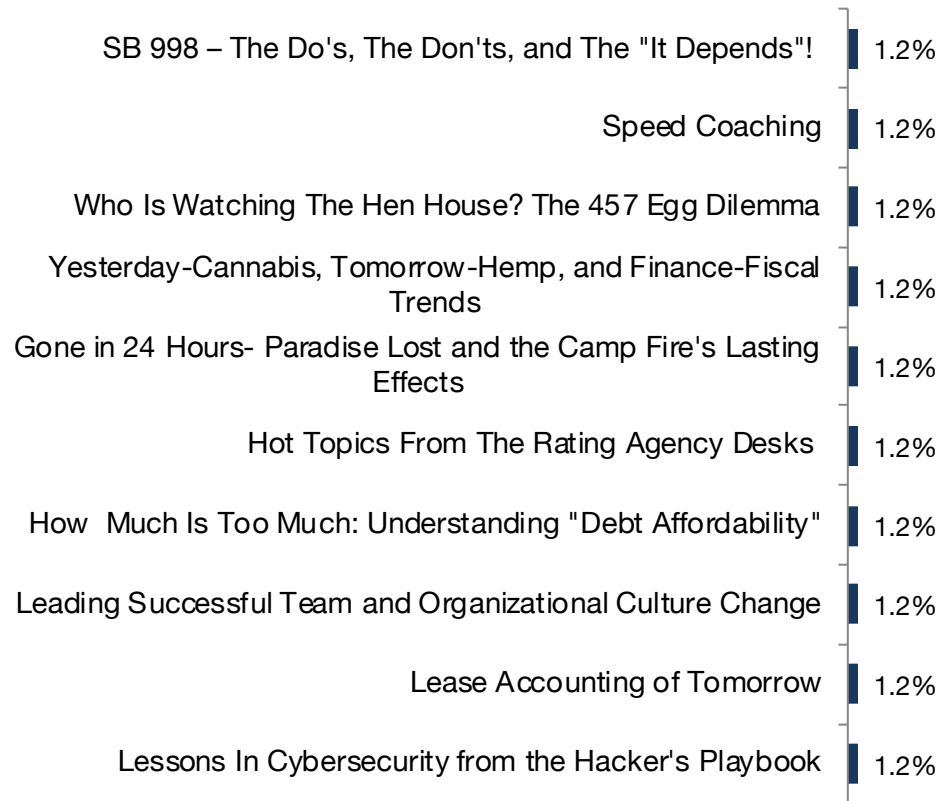 SB 998 – The Do's, The Don'ts, and The "It Depends"! 1.2%
Speed Coaching 1.2%
Who Is Watching The Hen House? The 457 Egg Dilemma 1.2%
Yesterday-Cannabis, Tomorrow-Hemp, and Finance-Fiscal
Trends 1.2%
Gone in 24 Hours- Paradise Lost and the Camp Fire's Lasting
Effects 1.2%
Hot Topics From The Rating Agency Desks 1.2%
How Much Is Too Much: Understanding "Debt Affordability" 1.2%
Leading Successful Team and Organizational Culture Change 1.2%
Lease Accounting of Tomorrow 1.2%
Lessons In Cybersecurity from the Hacker's Playbook 1.2%